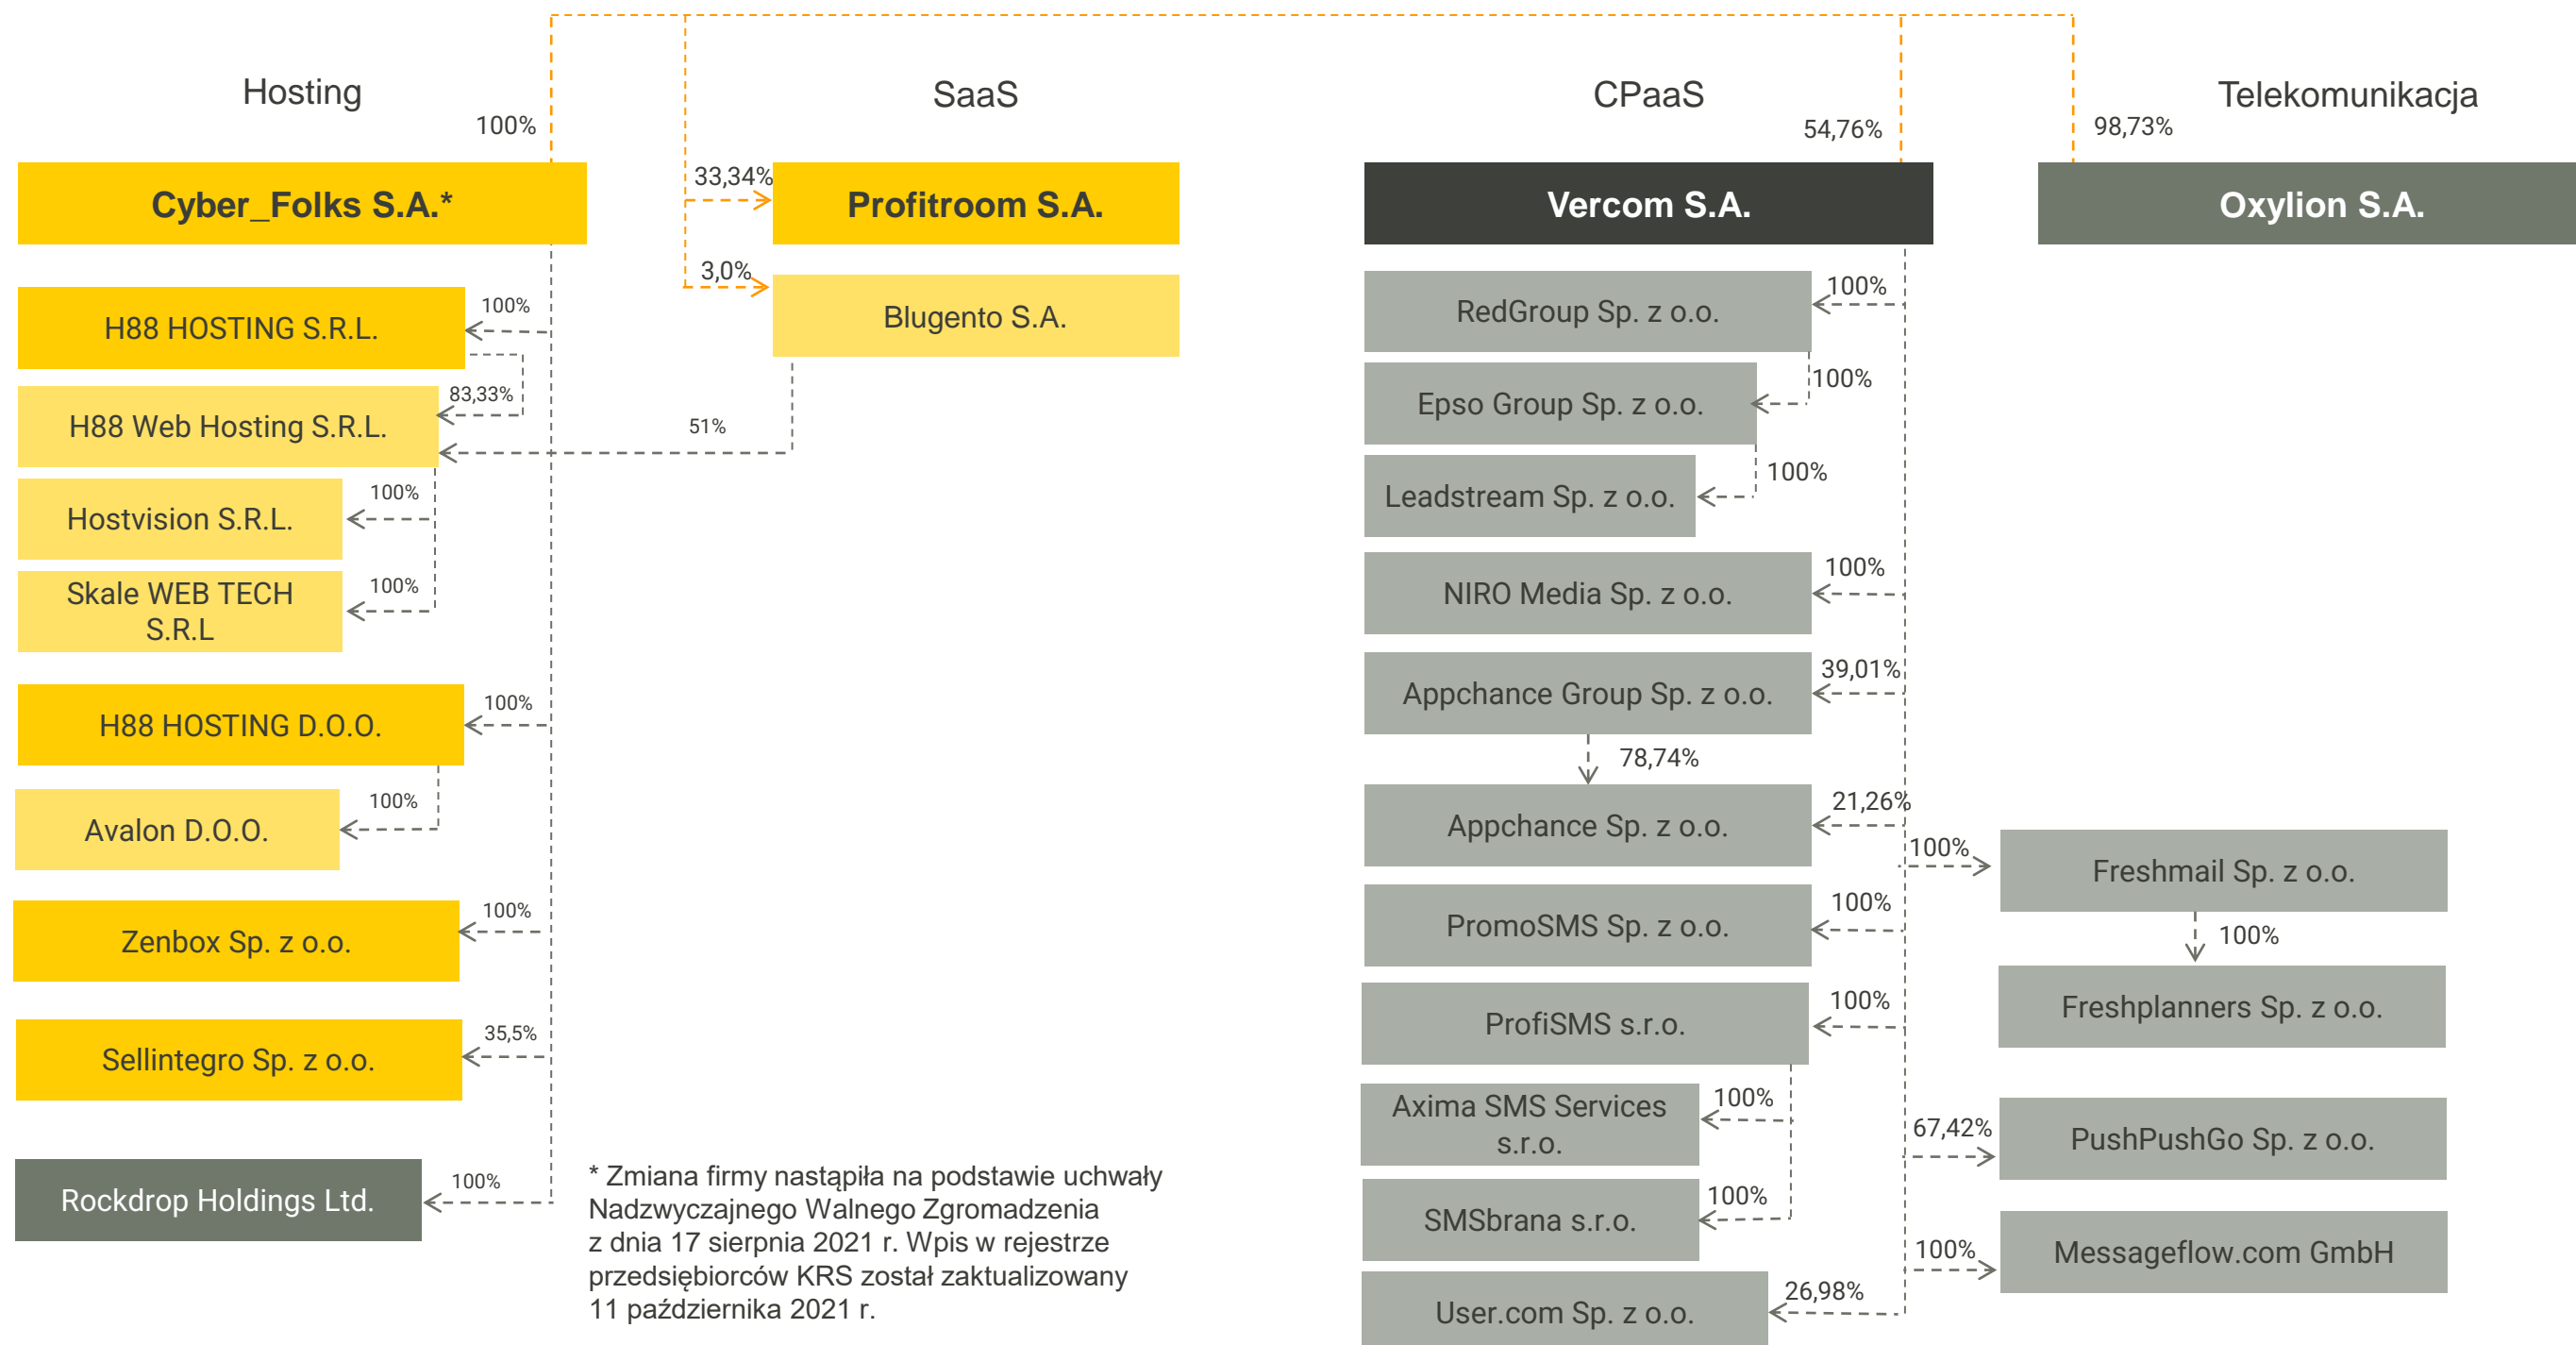 Hosting
SaaS
CPaaS
Telekomunikacja
100%
54,76%
98,73%
Cyber_Folks S.A.*
33,34%
Profitroom S.A.
Vercom S.A.
Oxylion S.A.
3,0%
Blugento S.A.
51%
100%
H88 HOSTING S.R.L.
83,33%
H88 Web Hosting S.R.L.
100%
Hostvision S.R.L.
100%
Skale WEB TECH
S.R.L
100%
H88 HOSTING D.O.O.
100%
Avalon D.O.O.
100%
Zenbox Sp. z o.o.
35,5%
Sellintegro Sp. z o.o.
100%
Rockdrop Holdings Ltd.
* Zmiana firmy nastąpiła na podstawie uchwały
Nadzwyczajnego Walnego Zgromadzenia
z dnia 17 sierpnia 2021 r. Wpis w rejestrze
przedsiębiorców KRS został zaktualizowany
11 października 2021 r.
100%
RedGroup Sp. z o.o.
100%
Epso Group Sp. z o.o.
100%
Leadstream Sp. z o.o.
100%
NIRO Media Sp. z o.o.
39,01%
Appchance Group Sp. z o.o.
78,74%
21,26%
Appchance Sp. z o.o.
100%
PromoSMS Sp. z o.o.
100%
ProfiSMS s.r.o.
100%
Axima SMS Services
s.r.o.
100%
SMSbrana s.r.o.
26,98%
User.com Sp. z o.o.
100%
Freshmail Sp. z o.o.
100%
Freshplanners Sp. z o.o.
67,42%
PushPushGo Sp. z o.o.
100%
Messageflow.com GmbH